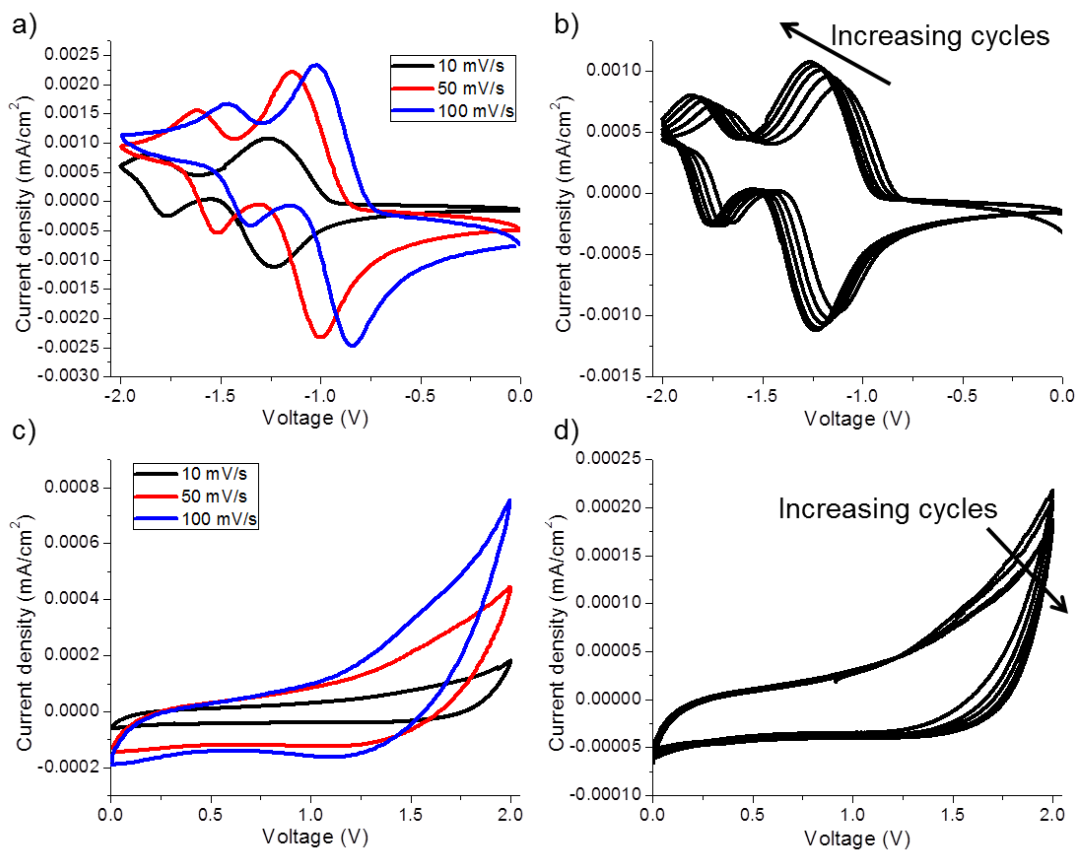 a)
0.0030
0.0025
0.0020
0.0015
0.0010
0.0005
0.0000
-0.0005
-0.0010
-0.0015
-0.0020
-0.0025
-0.0030
Current density (mA/cm²)
-2.0 -1.5 -1.0 -0.5 0.0
Voltage (V)
10 mV/s
50 mV/s
100 mV/s
b)
Increasing cycles
0.0010
0.0005
0.0000
-0.0005
-0.0010
-0.0015
Current density (mA/cm²)
-2.0 -1.5 -1.0 -0.5 0.0
Voltage (V)
c)
10 mV/s
50 mV/s
100 mV/s
0.0008
0.0006
0.0004
0.0002
0.0000
-0.0002
Current density (mA/cm²)
0.0 0.5 1.0 1.5 2.0
Voltage (V)
d)
Increasing cycles
0.00025
0.00020
0.00015
0.00010
0.00005
0.00000
-0.00005
-0.00010
Current density (mA/cm²)
0.0 0.5 1.0 1.5 2.0
Voltage (V)